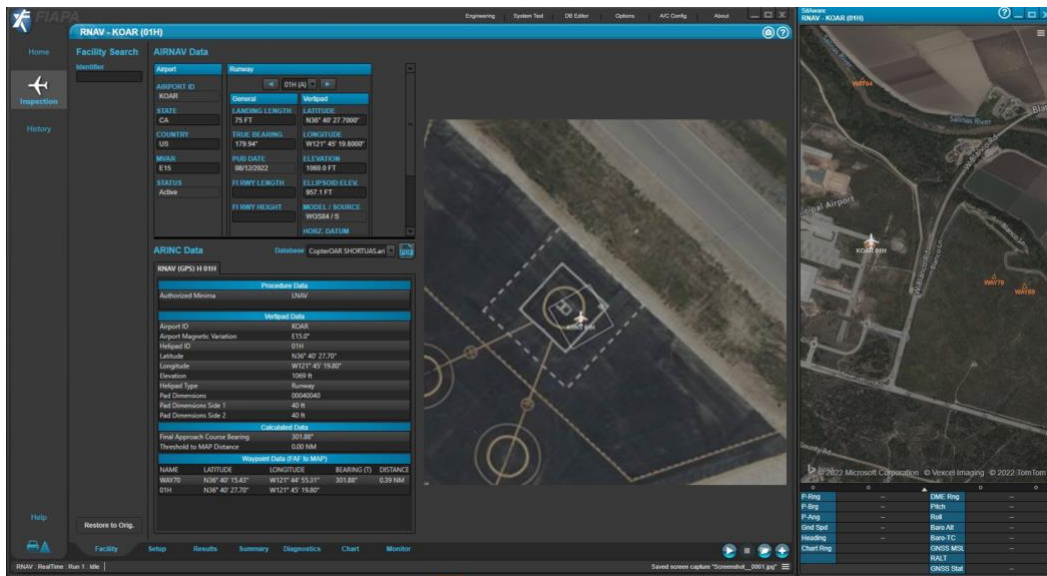 FIAPA
Engineering System Test DB Editor Options A/C Config About
RNAV - KOAR (01H)
Home
Inspection
History
Help
Facility Search
Identifier
Restore to Orig.
AIRNAV Data
Airport
AIRPORT ID
KOAR
STATE
CA
COUNTRY
US
MVAR
E15
STATUS
Active
Runway
01H (A)
General
LANDING LENGTH
75 FT
TRUE BEARING
179.94°
PUB DATE
08/12/2022
FI RWY LENGTH
FI RWY HEIGHT
Vertipad
LATITUDE
N36° 40' 27.7000"
LONGITUDE
W121° 45' 19.8000"
ELEVATION
1069.0 FT
ELLIPSOID ELEV.
957.1 FT
MODEL / SOURCE
WGS84 / S
HORZ. DATUM
ARINC Data
Database CopterOAR SHORTUAS.ari
RNAV (GPS) H 01H
Procedure Data
Authorized Minima LNAV
Vertipad Data
Airport ID KOAR
Airport Magnetic Variation E15.0°
Helipad ID 01H
Latitude N36° 40' 27.70"
Longitude W121° 45' 19.80"
Elevation 1069 ft
Helipad Type Runway
Pad Dimensions 00040040
Pad Dimensions Side 1 40 ft
Pad Dimensions Side 2 40 ft
Calculated Data
Final Approach Course Bearing 301.88°
Threshold to MAP Distance 0.00 NM
Waypoint Data (FAF to MAP)
NAME LATITUDE LONGITUDE BEARING (T) DISTANCE
WAY70 N36° 40' 15.43" W121° 44' 55.31" 301.88° 0.39 NM
01H N36° 40' 27.70" W121° 45' 19.80"
Facility Setup Results Summary Diagnostics Chart Monitor
RNAV : RealTime : Run 1 : Idle
Saved screen capture "Screenshot__0001.jpg"
SitAware
RNAV - KOAR (01H)
Salinas River
WAY64
Salinas River
Airport
KOAR 01H
WAY70
WAY69
© 2022 Microsoft Corporation © Vexcel Imaging © 2022 TomTom
P-Rng -- DME Rng --
P-Brg -- Pitch --
P-Ang -- Roll --
Gnd Spd -- Baro Alt --
Heading -- Baro-TC --
Chart Rng GNSS MSL --
RALT --
GNSS Stat --